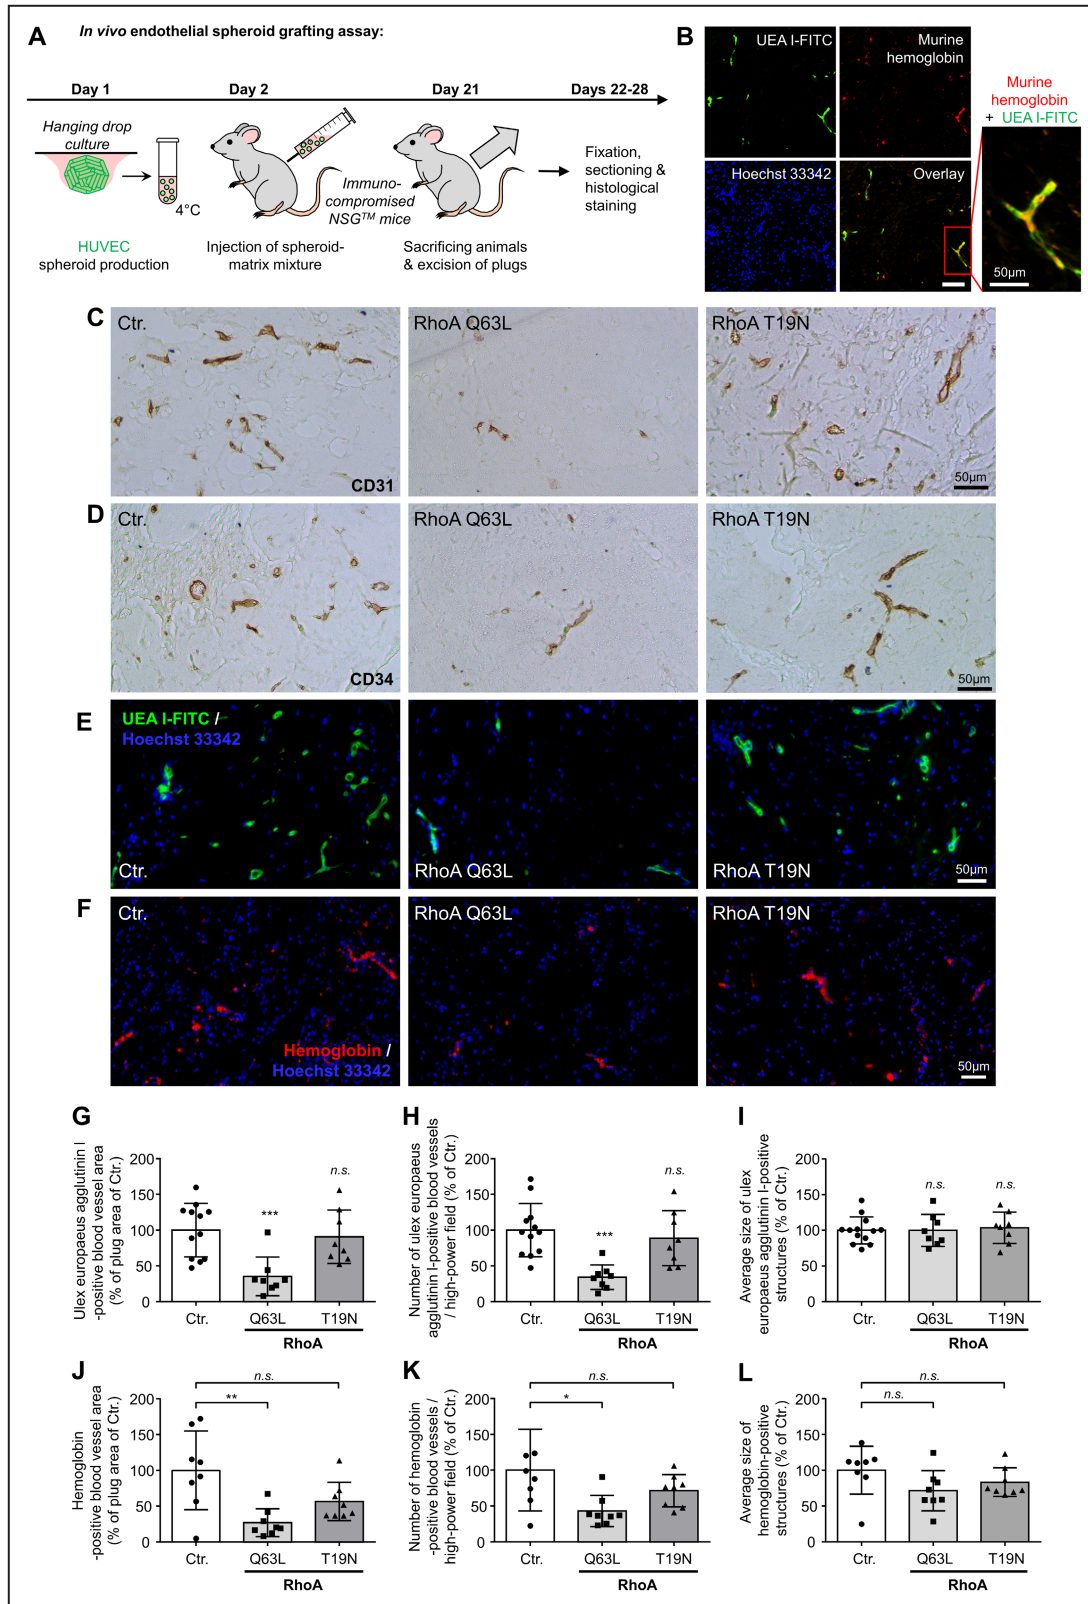 A
In vivo endothelial spheroid grafting assay:
Day 1
Day 2
Day 21
Days 22-28
Hanging drop
culture
4°C
Immuno-
compromised
NSG™ mice
Fixation,
sectioning &
histological
staining
HUVEC
spheroid production
Injection of spheroid-
matrix mixture
Sacrificing animals
& excision of plugs
B
UEA I-FITC
Murine
hemoglobin
Hoechst 33342
Overlay
Murine
hemoglobin
+ UEA I-FITC
50µm
C
Ctr.
RhoA Q63L
RhoA T19N
CD31
50µm
D
Ctr.
RhoA Q63L
RhoA T19N
CD34
50µm
E
UEA I-FITC /
Hoechst 33342
Ctr.
RhoA Q63L
RhoA T19N
50µm
F
Ctr.
RhoA Q63L
RhoA T19N
Hemoglobin /
Hoechst 33342
50µm
G
Ulex europaeus agglutinin I
-positive blood vessel area
(% of plug area of Ctr.)
200
150
100
50
0
***
n.s.
Ctr.
Q63L
T19N
RhoA
H
Number of ulex europaeus
agglutinin I-positive blood vessels
/ high-power field (% of Ctr.)
200
150
100
50
0
***
n.s.
Ctr.
Q63L
T19N
RhoA
I
Average size of ulex
europaeus agglutinin I-positive
structures (% of Ctr.)
200
150
100
50
0
n.s.
n.s.
Ctr.
Q63L
T19N
RhoA
J
Hemoglobin
-positive blood vessel area
(% of plug area of Ctr.)
200
150
100
50
0
n.s.
**
Ctr.
Q63L
T19N
RhoA
K
Number of hemoglobin
-positive blood vessels /
high-power field (% of Ctr.)
200
150
100
50
0
n.s.
*
Ctr.
Q63L
T19N
RhoA
L
Average size of
hemoglobin-positive
structures (% of Ctr.)
200
150
100
50
0
n.s.
n.s.
Ctr.
Q63L
T19N
RhoA